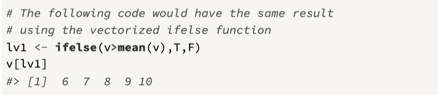 # The following code would have the same result
# using the vectorized ifelse function
lv1 <- ifelse(v>mean(v),T,F)
v[lv1]
#> [1]  6  7  8  9 10